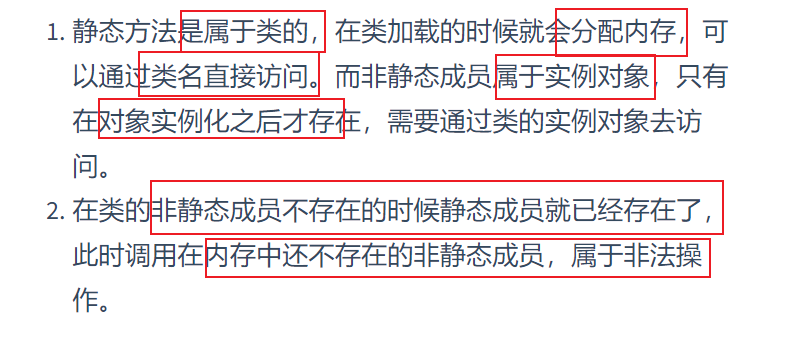 1. 静态方法是属于类的，在类加载的时候就会分配内存，可
以通过类名直接访问。而非静态成员属于实例对象，只有
在对象实例化之后才存在，需要通过类的实例对象去访
问。
2. 在类的非静态成员不存在的时候静态成员就已经存在了，
此时调用在内存中还不存在的非静态成员，属于非法操
作。